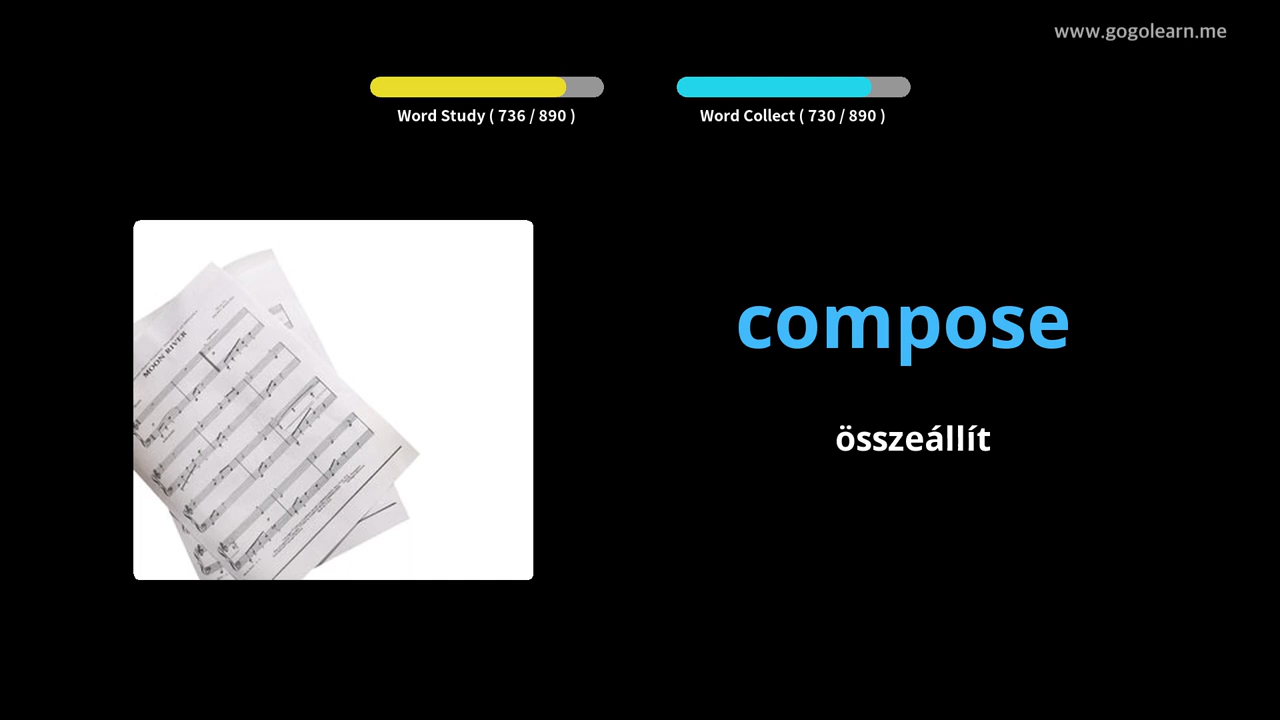 www.gogolearn.me
Word Study ( 736 / 890 )
Word Collect ( 730 / 890 )
MOON RIVER
compose
összeállít